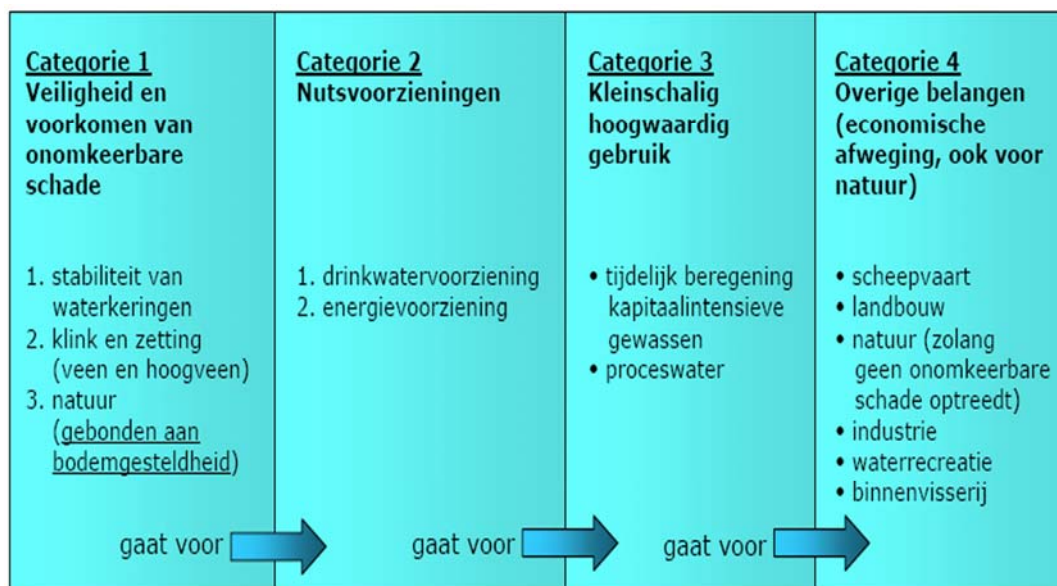 Categorie 1
Veiligheid en
voorkomen van
onomkeerbare
schade
1. stabiliteit van
waterkeringen
2. klink en zetting
(veen en hoogveen)
3. natuur
(gebonden aan
bodemgesteldheid)
gaat voor
Categorie 2
Nutsvoorzieningen
1. drinkwatervoorziening
2. energievoorziening
gaat voor
Categorie 3
Kleinschalig
hoogwaardig
gebruik
• tijdelijk beregening
kapitaalintensieve
gewassen
• proceswater
gaat voor
Categorie 4
Overige belangen
(economische
afweging, ook voor
natuur)
• scheepvaart
• landbouw
• natuur (zolang
geen onomkeerbare
schade optreedt)
• industrie
• waterrecreatie
• binnenvisserij